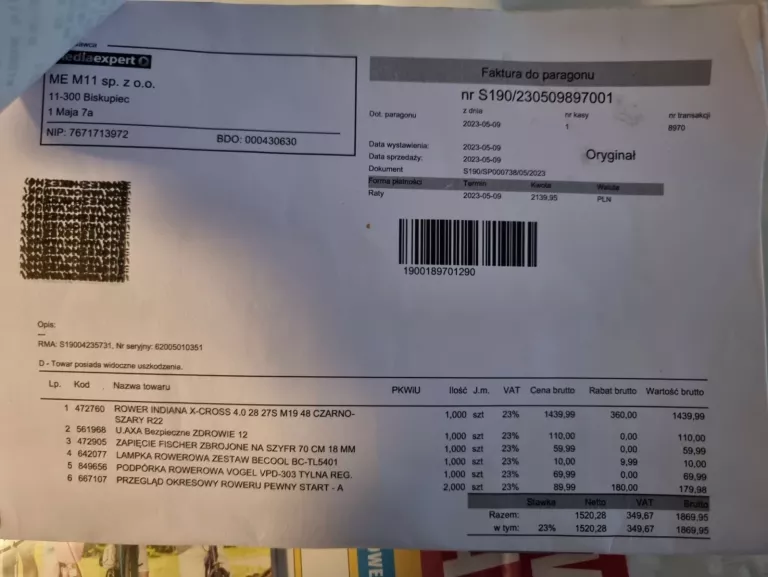 mediaexpert
ME M11 sp. z o.o.
11-300 Biskupiec
1 Maja 7a
NIP: 7671713972 BDO: 000430630
Faktura do paragonu
nr S190/230509897001
Dot. paragonu z dnia nr kasy nr transakcji
2023-05-09 1 8970
Data wystawienia: 2023-05-09
Data sprzedaży: 2023-05-09 Oryginał
Dokument S190/SP000738/05/2023
Forma płatności Termin Kwota Waluta
Raty 2023-05-09 2139,95 PLN
1900189701290
Opis:
---
RMA: S19004235731, Nr seryjny: 62005010351
D - Towar posiada widoczne uszkodzenia.
Lp. Kod Nazwa towaru PKWiU Ilość J.m. VAT Cena brutto Rabat brutto Wartość brutto
1 472760 ROWER INDIANA X-CROSS 4.0 28 27S M19 48 CZARNO- 1,000 szt 23% 1439,99 360,00 1439,99
SZARY R22
2 561968 U.AXA Bezpieczne ZDROWIE 12 1,000 szt 23% 110,00 0,00 110,00
3 472905 ZAPIĘCIE FISCHER ZBROJONE NA SZYFR 70 CM 18 MM 1,000 szt 23% 59,99 0,00 59,99
4 642077 LAMPKA ROWEROWA ZESTAW BECOOL BC-TL5401 1,000 szt 23% 10,00 9,99 10,00
5 849656 PODPÓRKA ROWEROWA VOGEL VPD-303 TYLNA REG. 1,000 szt 23% 69,99 0,00 69,99
6 667107 PRZEGLĄD OKRESOWY ROWERU PEWNY START - A 2,000 szt 23% 89,99 180,00 179,98
Stawka Netto VAT Brutto
Razem: 1520,28 349,67 1869,95
w tym: 23% 1520,28 349,67 1869,95